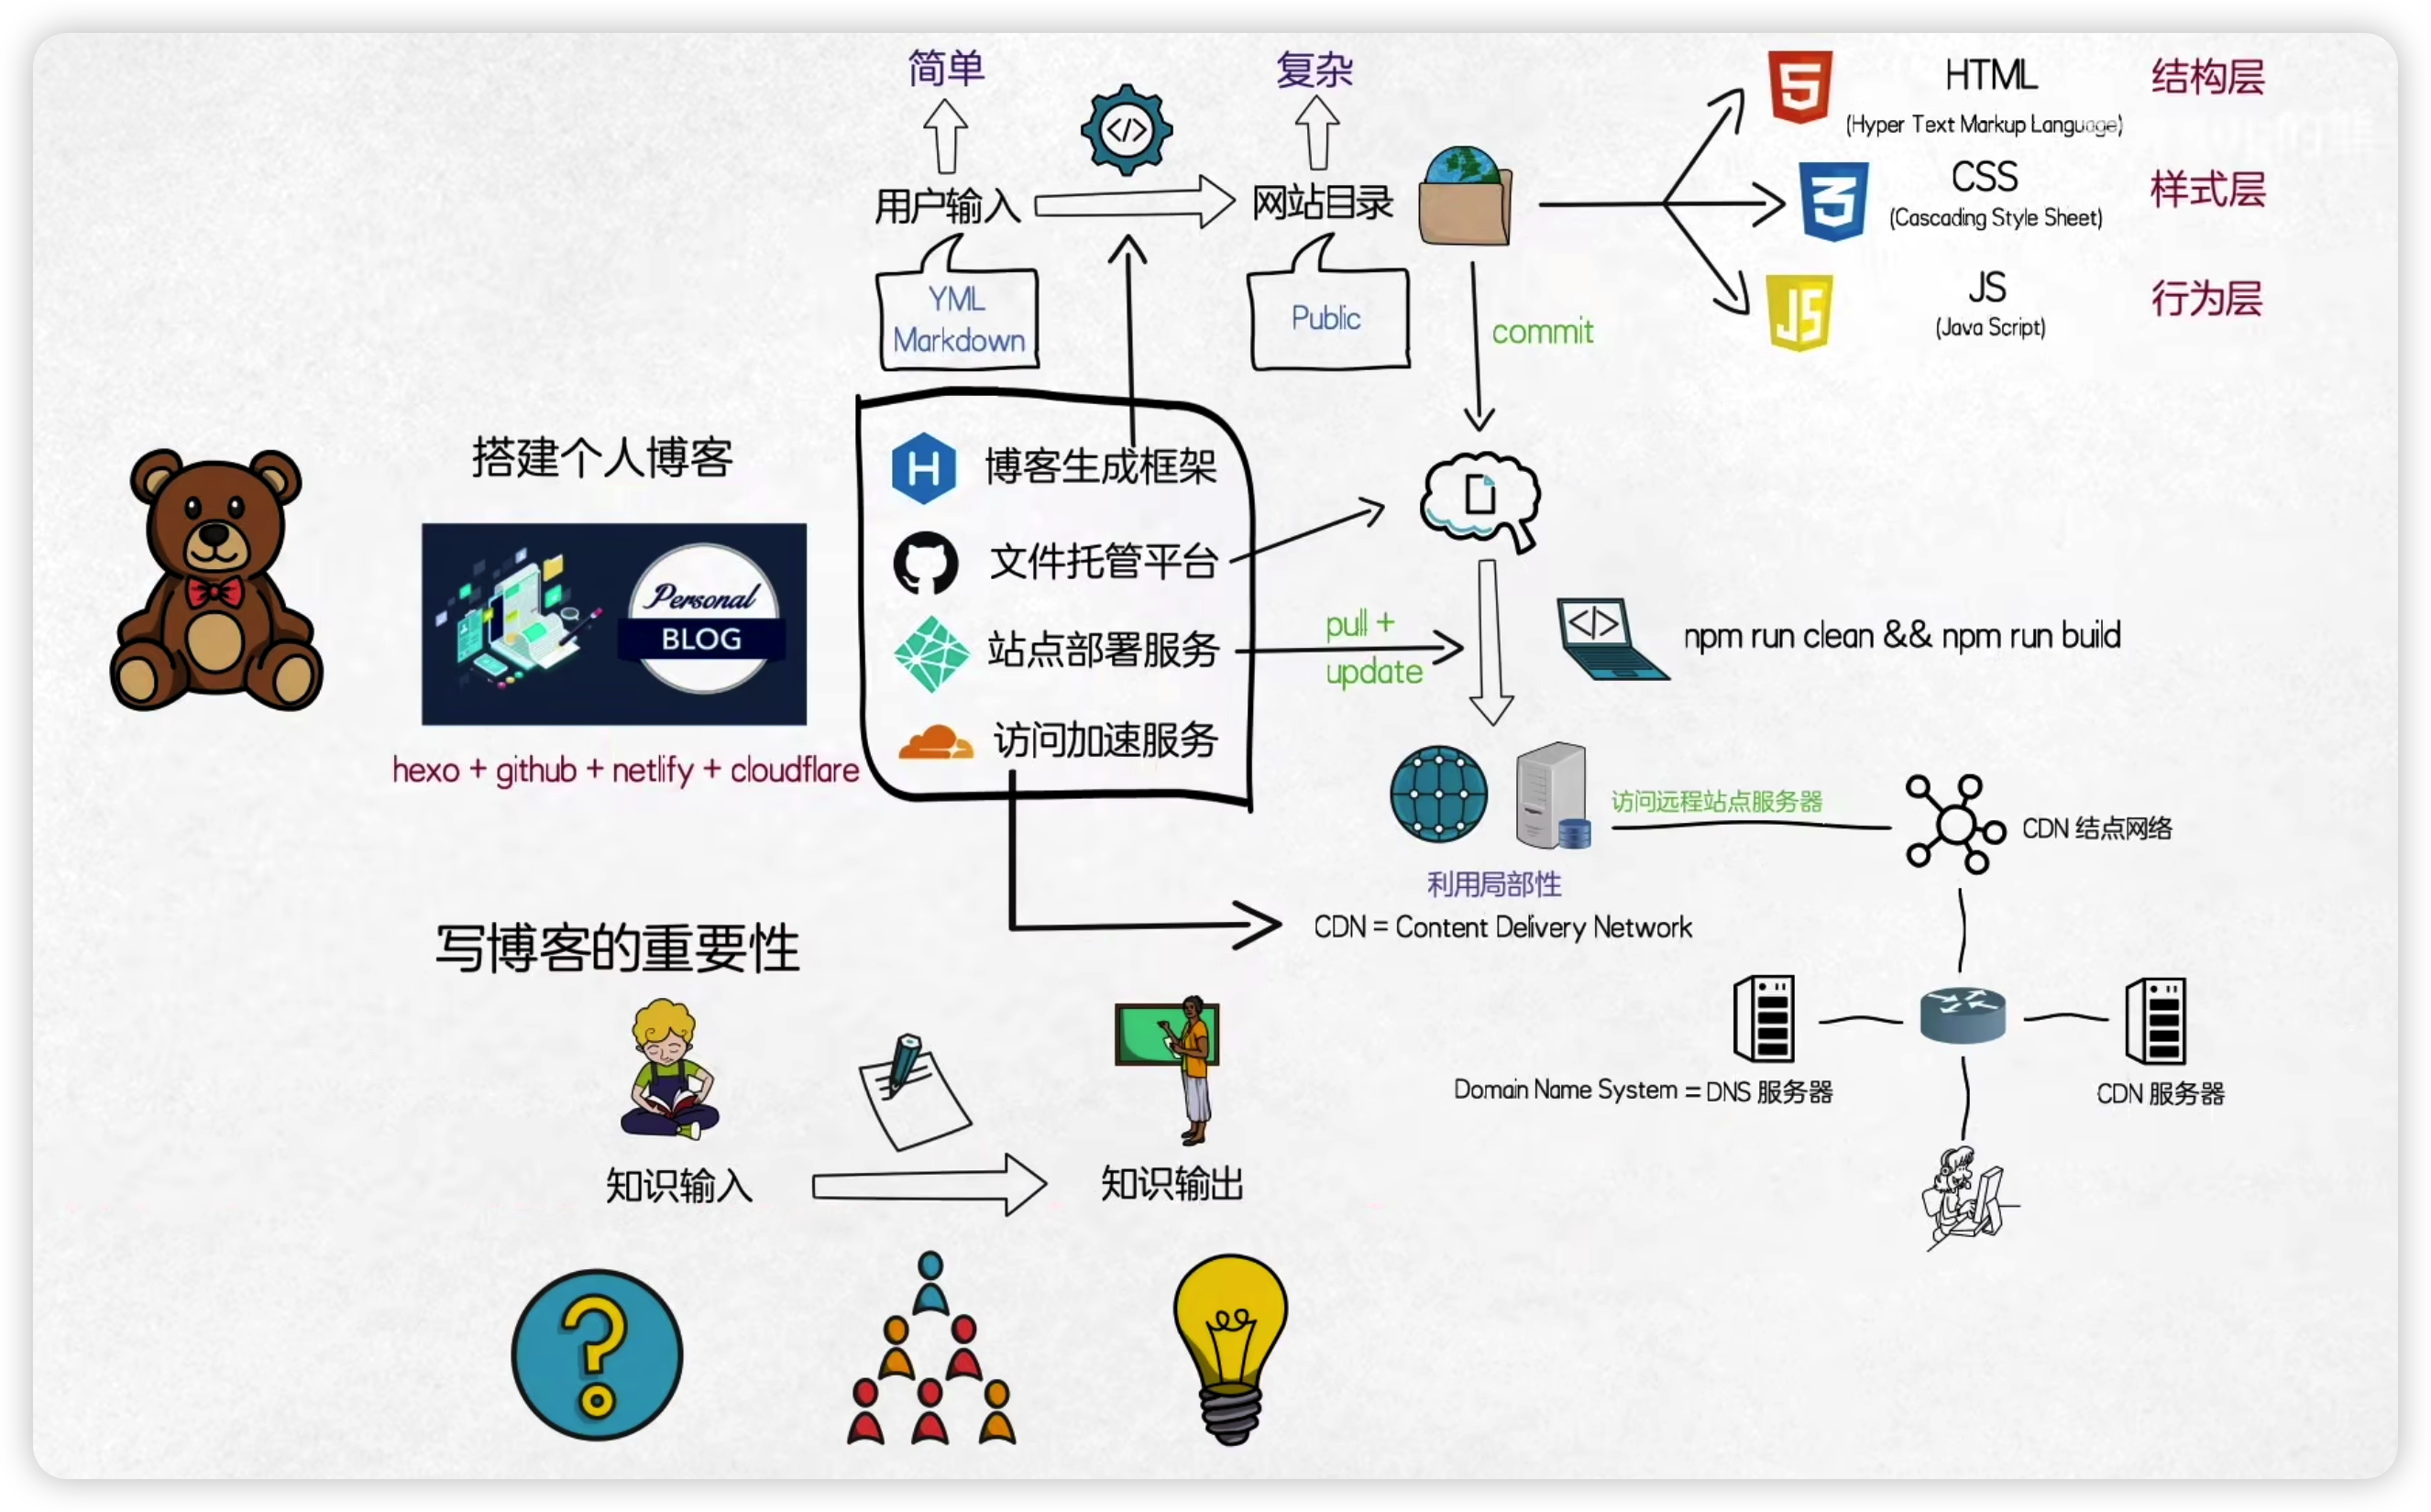 简单
复杂
用户输入
网站目录
YML
Markdown
Public
HTML
(Hyper Text Markup Language)
结构层
CSS
(Cascading Style Sheet)
样式层
JS
(Java Script)
行为层
commit
搭建个人博客
Personal
BLOG
hexo + github + netlify + cloudflare
博客生成框架
文件托管平台
站点部署服务
访问加速服务
pull +
update
npm run clean && npm run build
访问远程站点服务器
CDN 结点网络
利用局部性
CDN = Content Delivery Network
Domain Name System = DNS 服务器
CDN 服务器
写博客的重要性
知识输入
知识输出